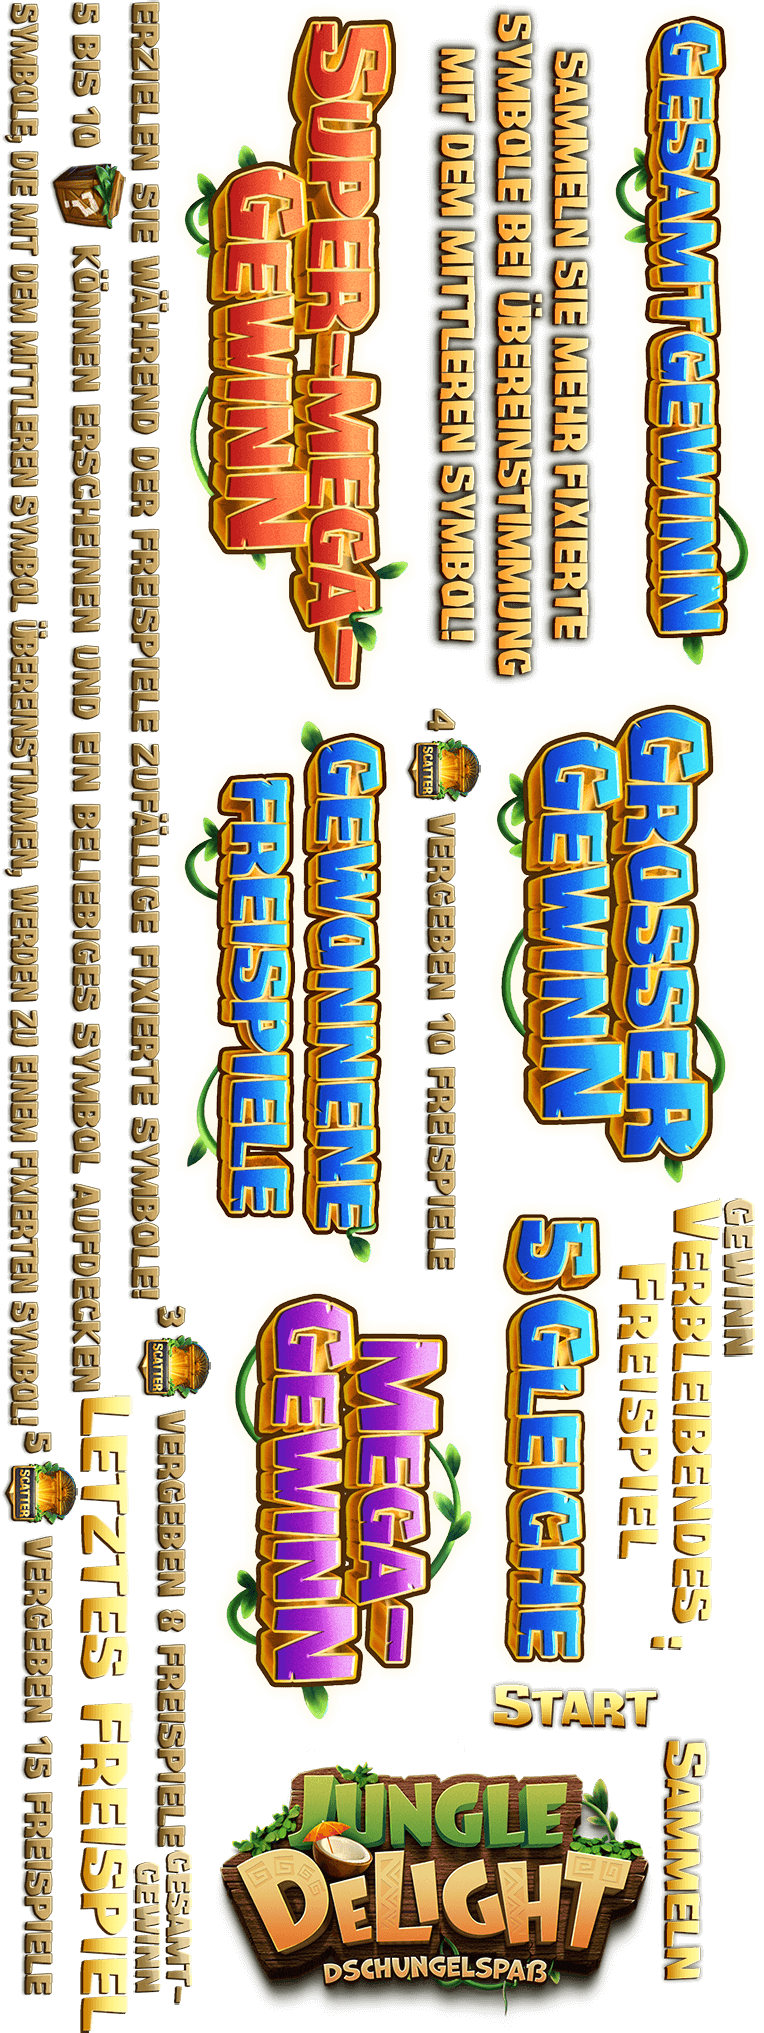 GESAMTGEWINN
SAMMELN SIE MEHR FIXIERTE
SYMBOLE BEI ÜBEREINSTIMMUNG
MIT DEM MITTLEREN SYMBOL!
SUPER-MEGA-
GEWINN
ERZIELEN SIE WÄHREND DER FREISPIELE ZUFÄLLIGE FIXIERTE SYMBOLE!
5 BIS 10 KÖNNEN ERSCHEINEN UND EIN BELIEBIGES SYMBOL AUFDECKEN
SYMBOLE, DIE MIT DEM MITTLEREN SYMBOL ÜBEREINSTIMMEN, WERDEN ZU EINEM FIXIERTEN SYMBOL!
GROSSER
GEWINN
4 SCATTER VERGEBEN 10 FREISPIELE
GEWONNENE
FREISPIELE
GEWINN
VERBLEIBENDES :
FREISPIEL
5 GLEICHE
MEGA-
GEWINN
3 SCATTER VERGEBEN 8 FREISPIELE
LETZTES FREISPIEL
5 SCATTER VERGEBEN 15 FREISPIELE
START
SAMMELN
GESAMT-
GEWINN
JUNGLE
DELIGHT
DSCHUNGELSPAß